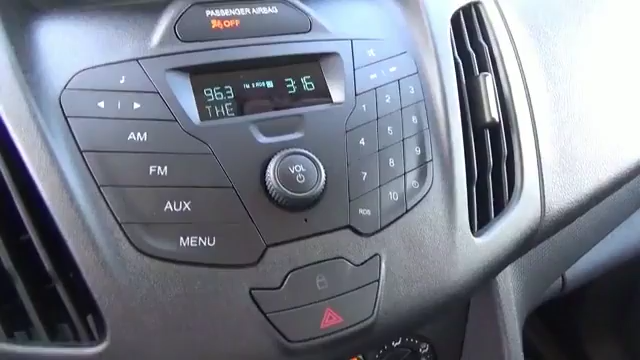 PASSENGER AIRBAG
OFF
96.3
3:16
THE
AM
FM
AUX
MENU
VOL
1
2
3
4
5
6
7
8
9
RDS
10